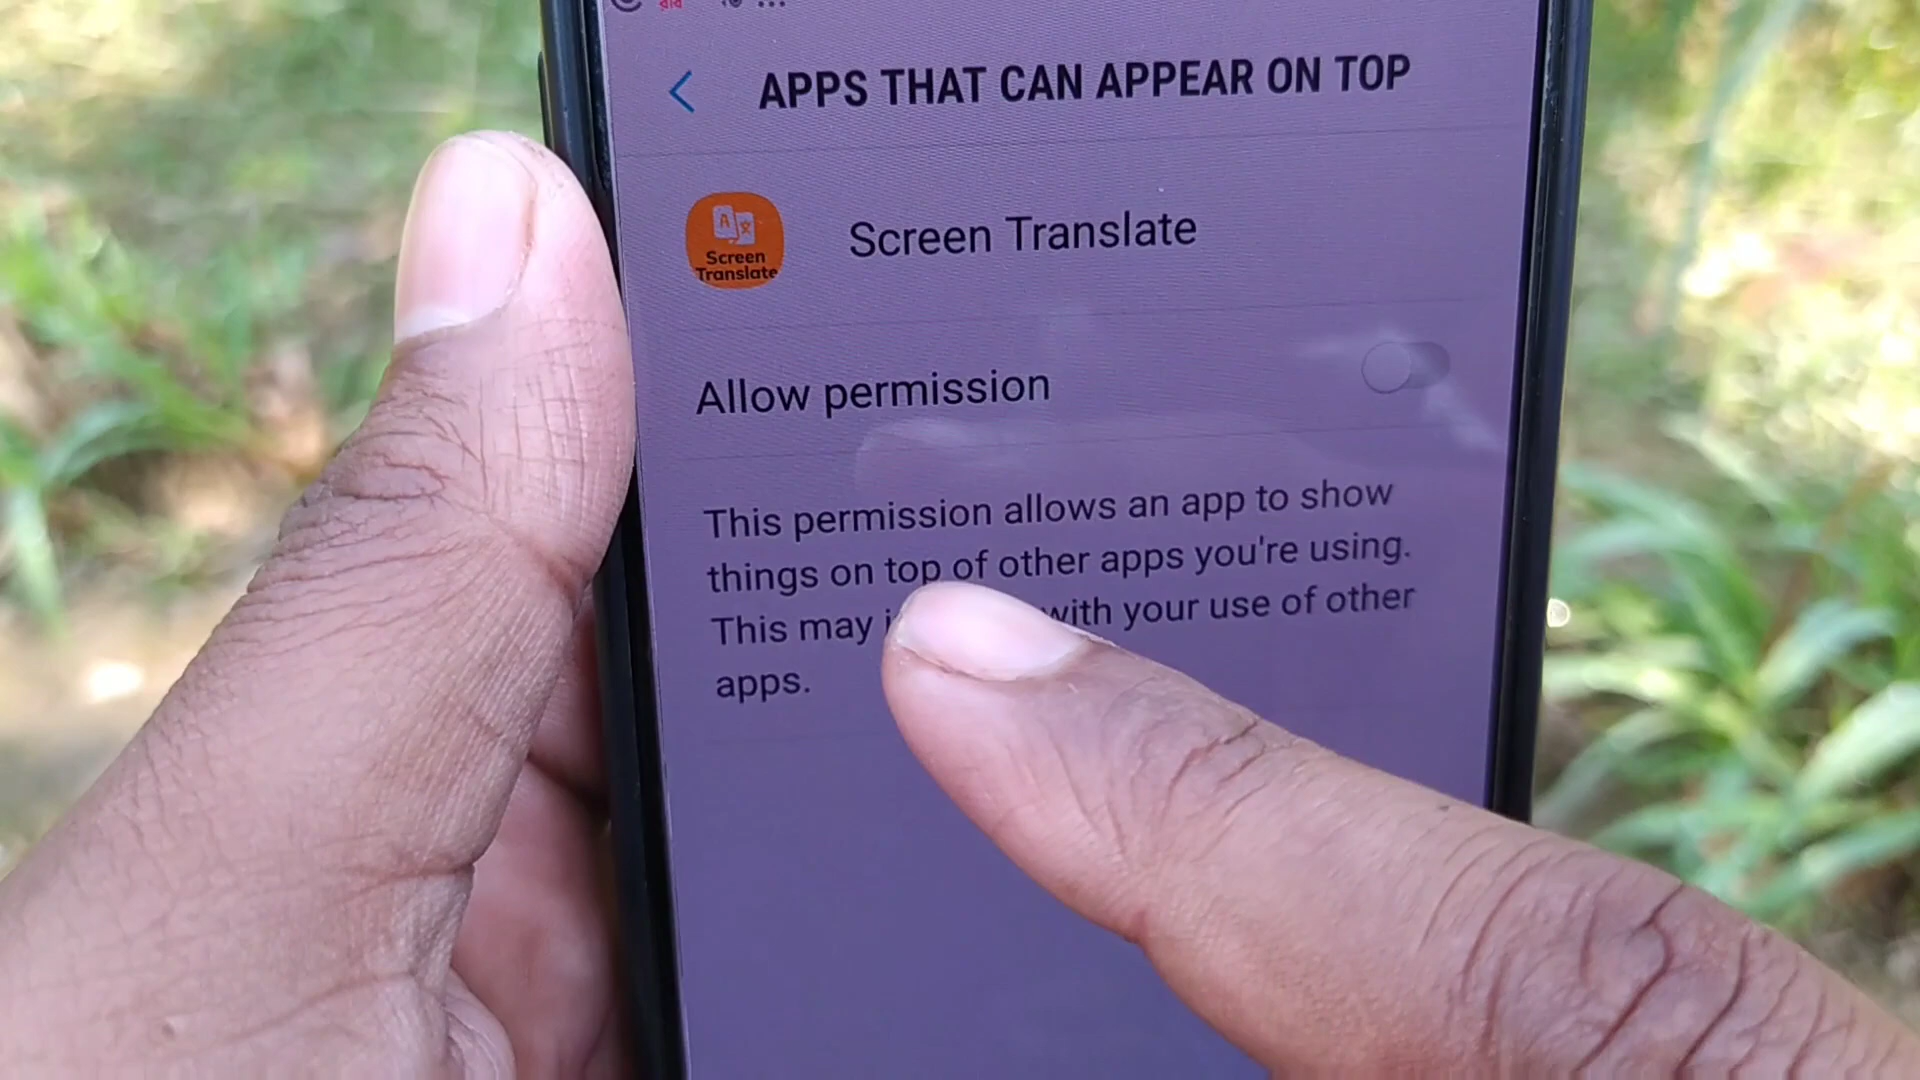 APPS THAT CAN APPEAR ON TOP
Screen
Translate
Screen Translate
Allow permission
This permission allows an app to show
things on top of other apps you're using.
This may with your use of other
apps.